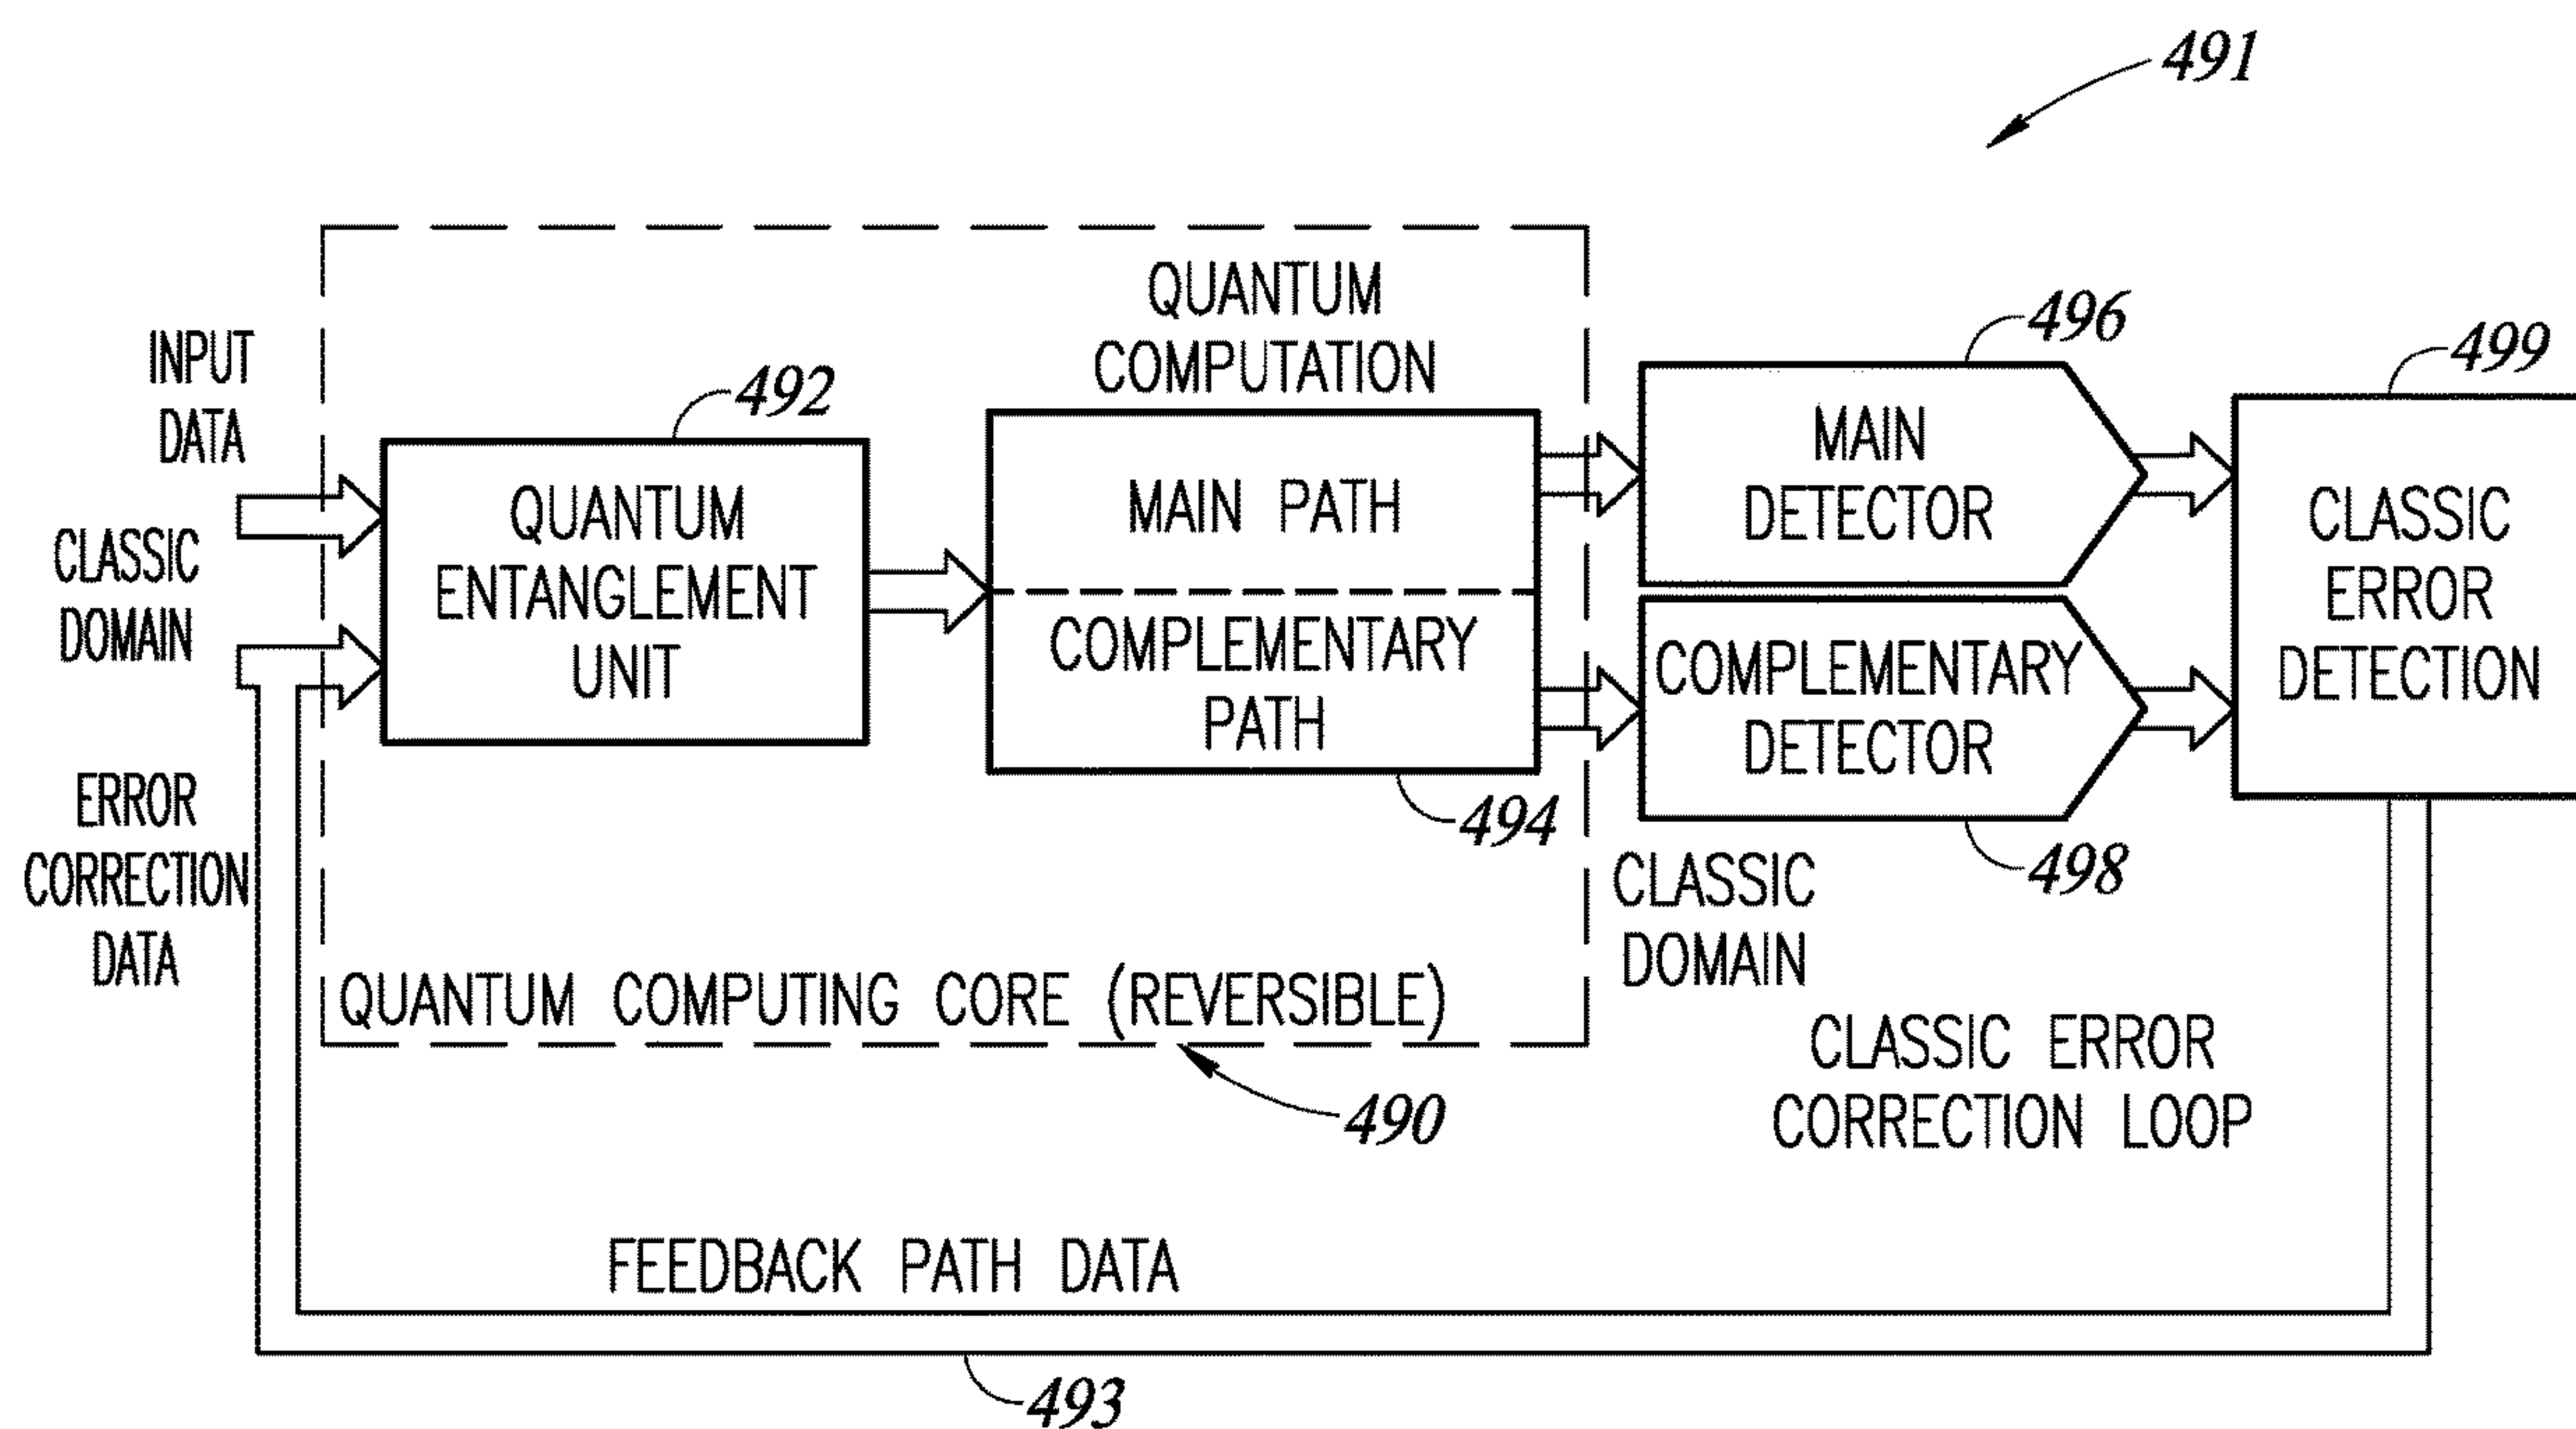 491
QUANTUM
COMPUTATION
INPUT
DATA
CLASSIC
DOMAIN
ERROR
CORRECTION
DATA
492
QUANTUM
ENTANGLEMENT
UNIT
MAIN PATH
COMPLEMENTARY
PATH
494
496
MAIN
DETECTOR
COMPLEMENTARY
DETECTOR
498
499
CLASSIC
ERROR
DETECTION
CLASSIC
DOMAIN
QUANTUM COMPUTING CORE (REVERSIBLE)
490
CLASSIC ERROR
CORRECTION LOOP
FEEDBACK PATH DATA
493